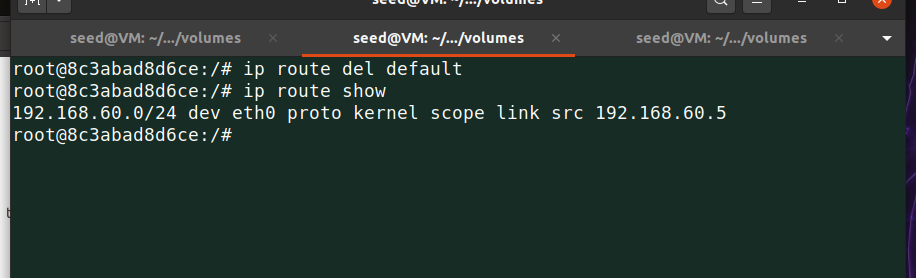 seed@VM: ~/.../volumes
seed@VM: ~/.../volumes
seed@VM: ~/.../volumes
seed@VM: ~/.../volumes
root@8c3abad8d6ce:/# ip route del default
root@8c3abad8d6ce:/# ip route show
192.168.60.0/24 dev eth0 proto kernel scope link src 192.168.60.5
root@8c3abad8d6ce:/#